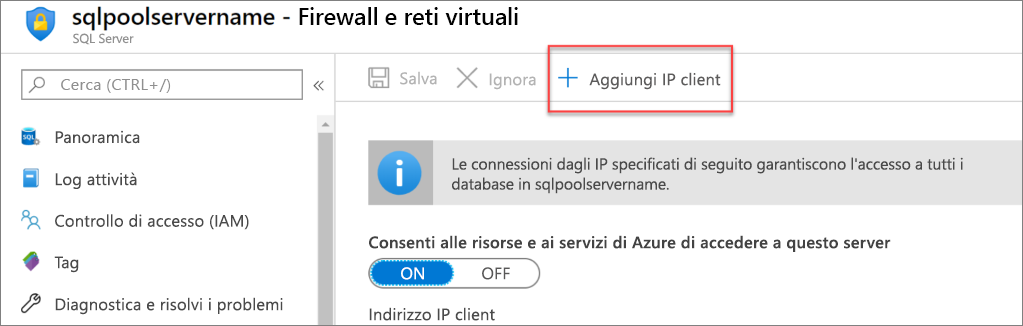 sqlpoolservername - Firewall e reti virtuali
SQL Server
Cerca (CTRL+/)
«
Salva
Ignora
Aggiungi IP client
SQL
Panoramica
Log attività
Controllo di accesso (IAM)
Tag
Diagnostica e risolvi i problemi
Le connessioni dagli IP specificati di seguito garantiscono l'accesso a tutti i
database in sqlpoolservername.
Consenti alle risorse e ai servizi di Azure di accedere a questo server
ON OFF
Indirizzo IP client